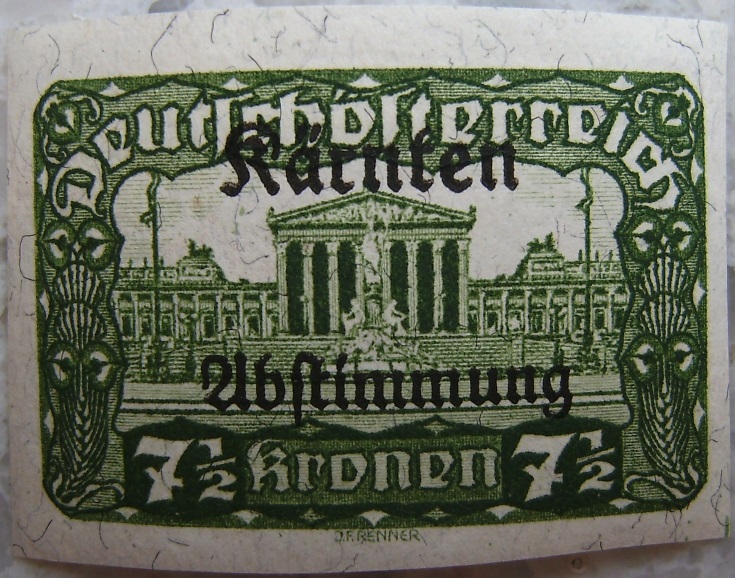 Deutschösterreich
Kärnten
Abstimmung
7½ Kronen 7½
J.F.RENNER